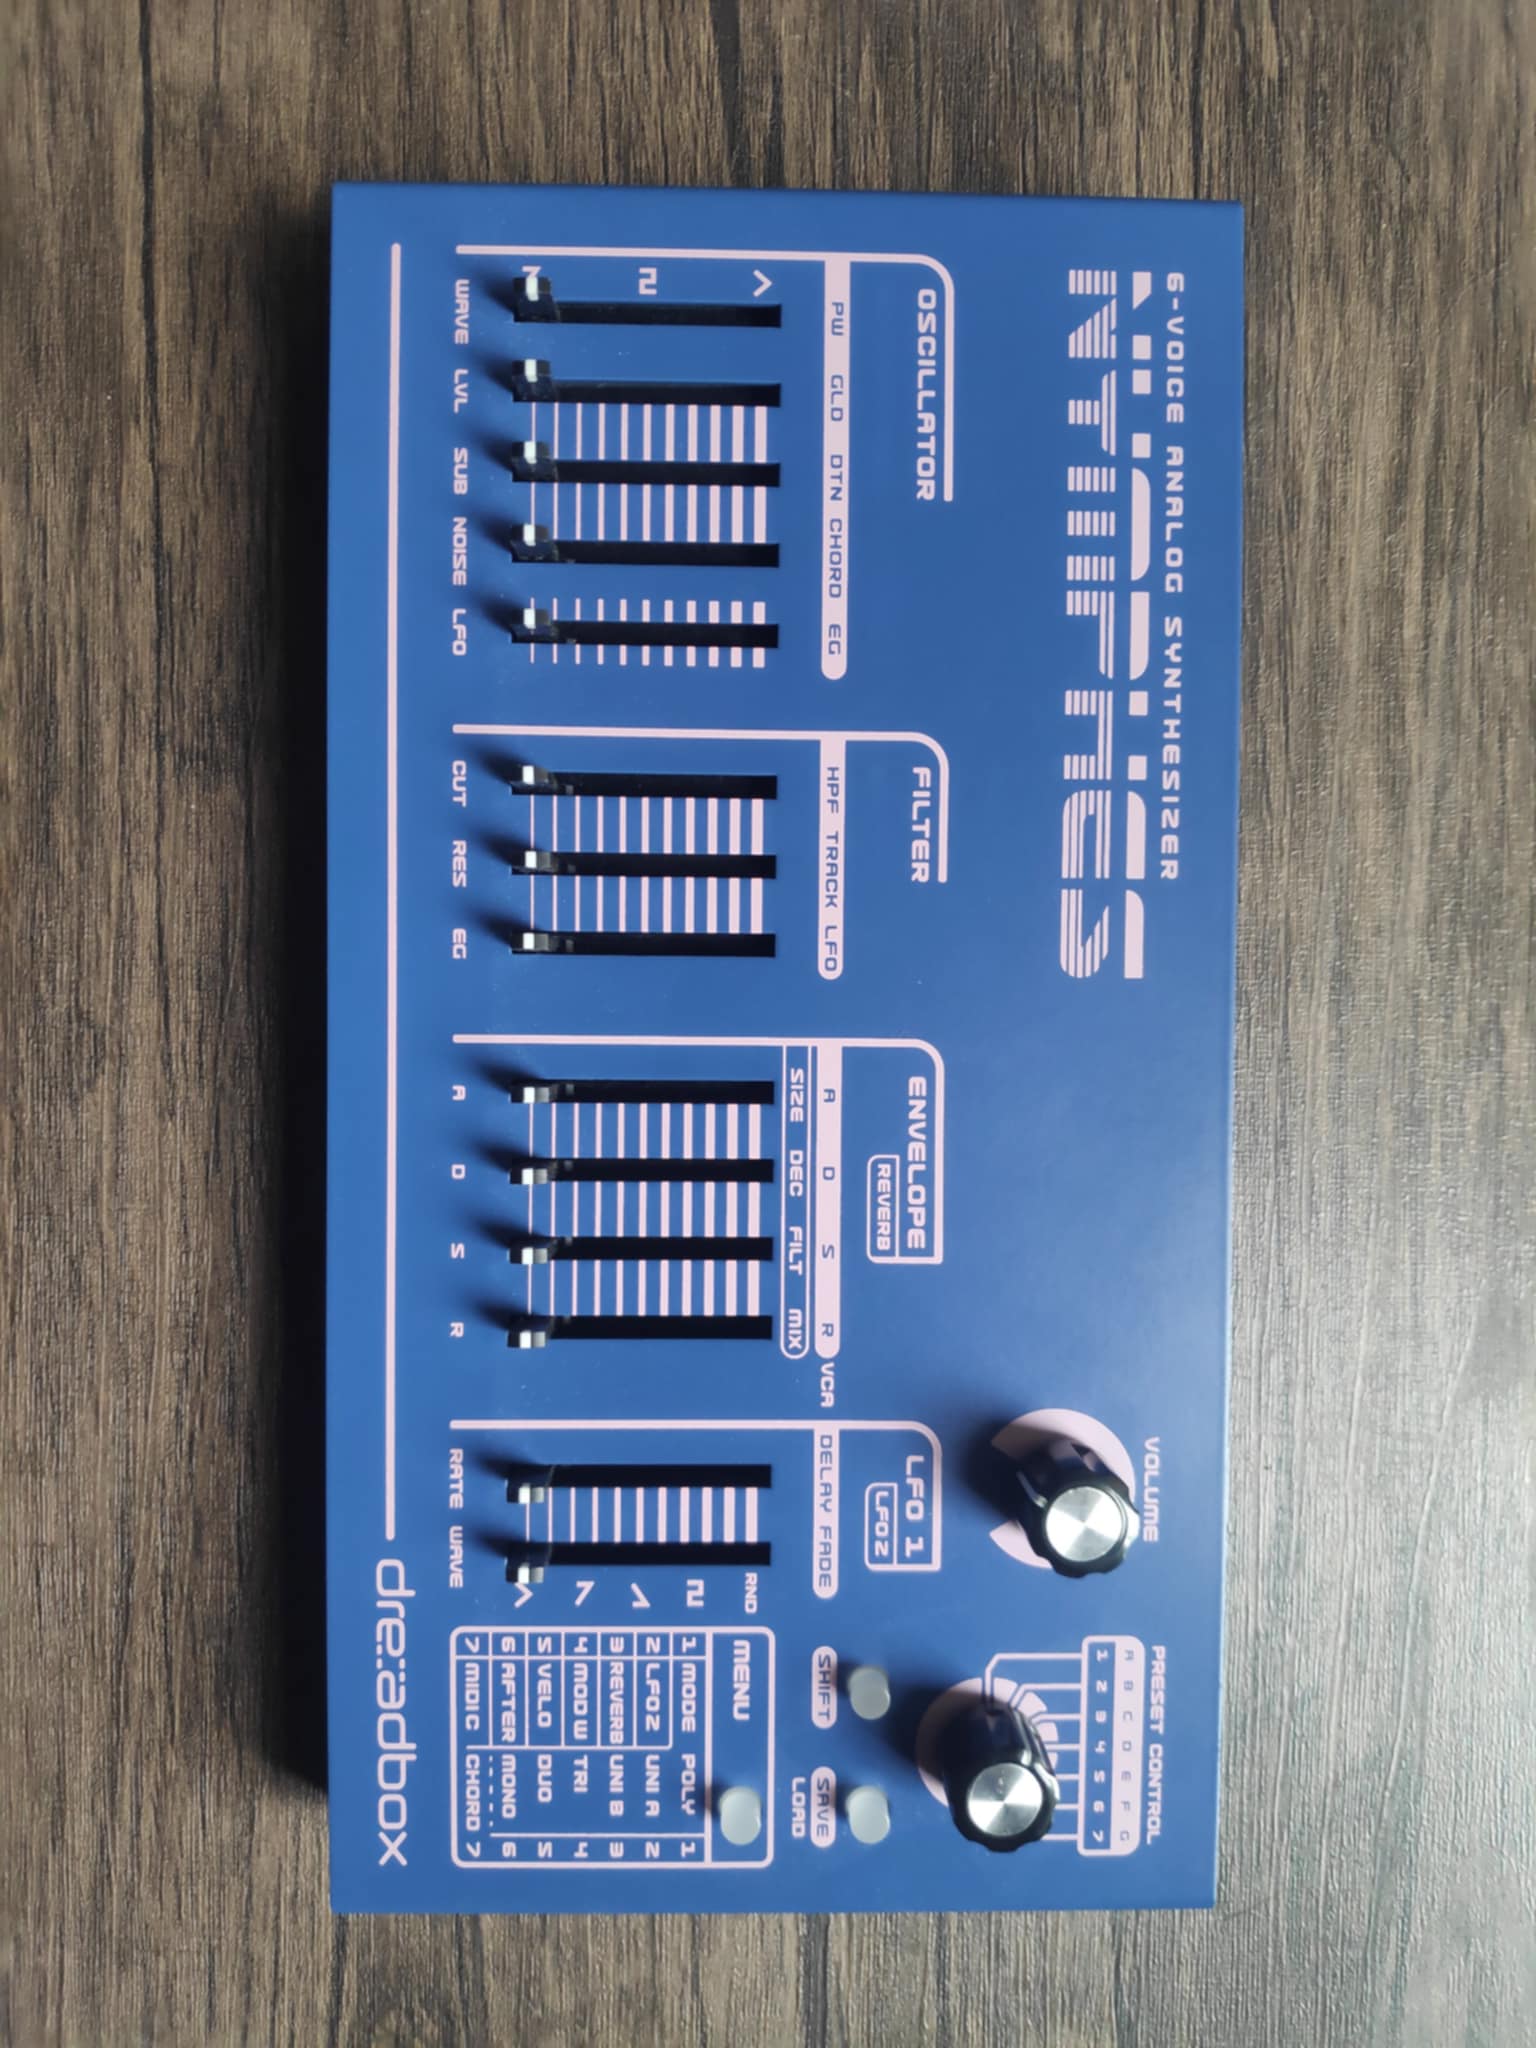 6-VOICE ANALOG SYNTHESIZER
NYMPHES
OSCILLATOR
PW GLD DTN CHORD EG
WAVE LVL SUB NOISE LFO
FILTER
HPF TRACK LFO
CUT RES EG
ENVELOPE
REVERB
A D S R VCA
SIZE DEC FILT MIX
A D S R
LFO 1
LFO2
DELAY FADE
RND
RATE WAVE
VOLUME
PRESET CONTROL
A B C D E F G
1 2 3 4 5 6 7
SHIFT
SAVE
LOAD
MENU
1 MODE POLY 1
2 LFO2 UNI A 2
3 REVERB UNI B 3
4 MOD W TRI 4
5 VELO DUO 5
6 AFTER MONO 6
7 MIDIC CHORD 7
dreadbox